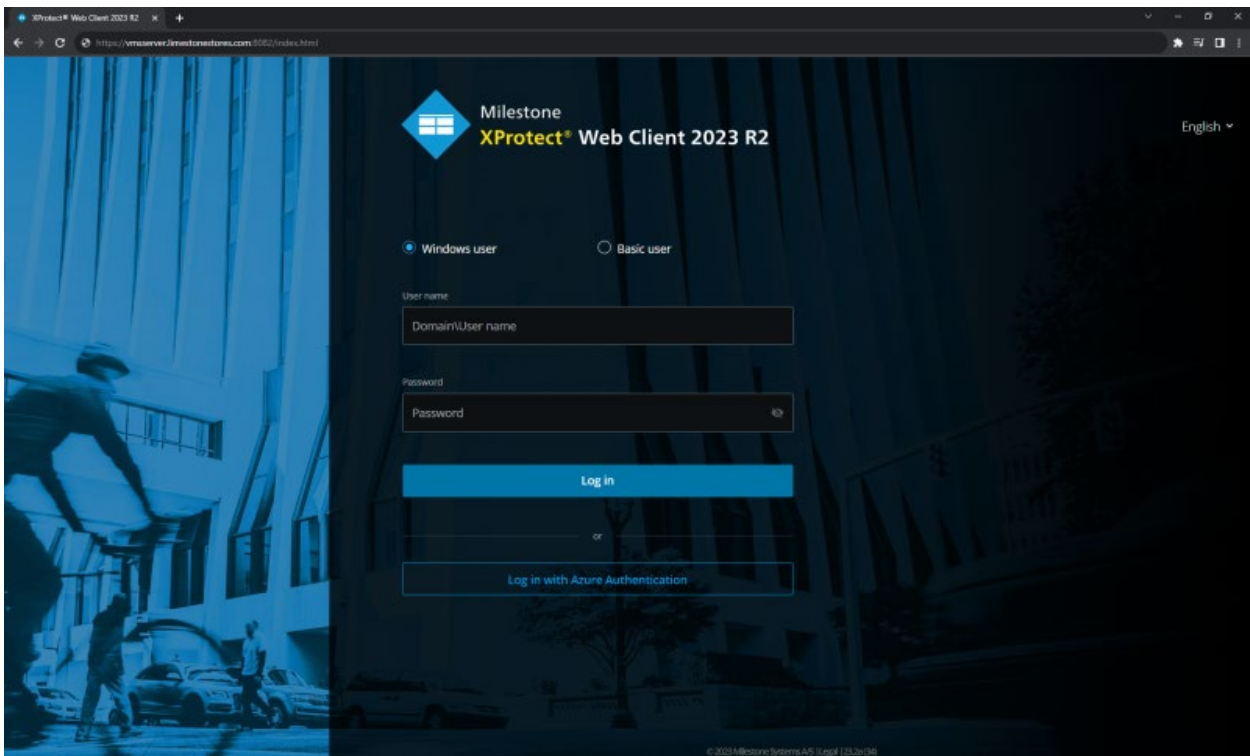 XProtect® Web Client 2023 R2
https://vmsserver.limestonestores.com:8082/index.html
Milestone
XProtect® Web Client 2023 R2
English
Windows user
Basic user
User name
Domain\User name
Password
Password
Log in
or
Log in with Azure Authentication
© 2023 Milestone Systems A/S | Legal | 23.2a (34)